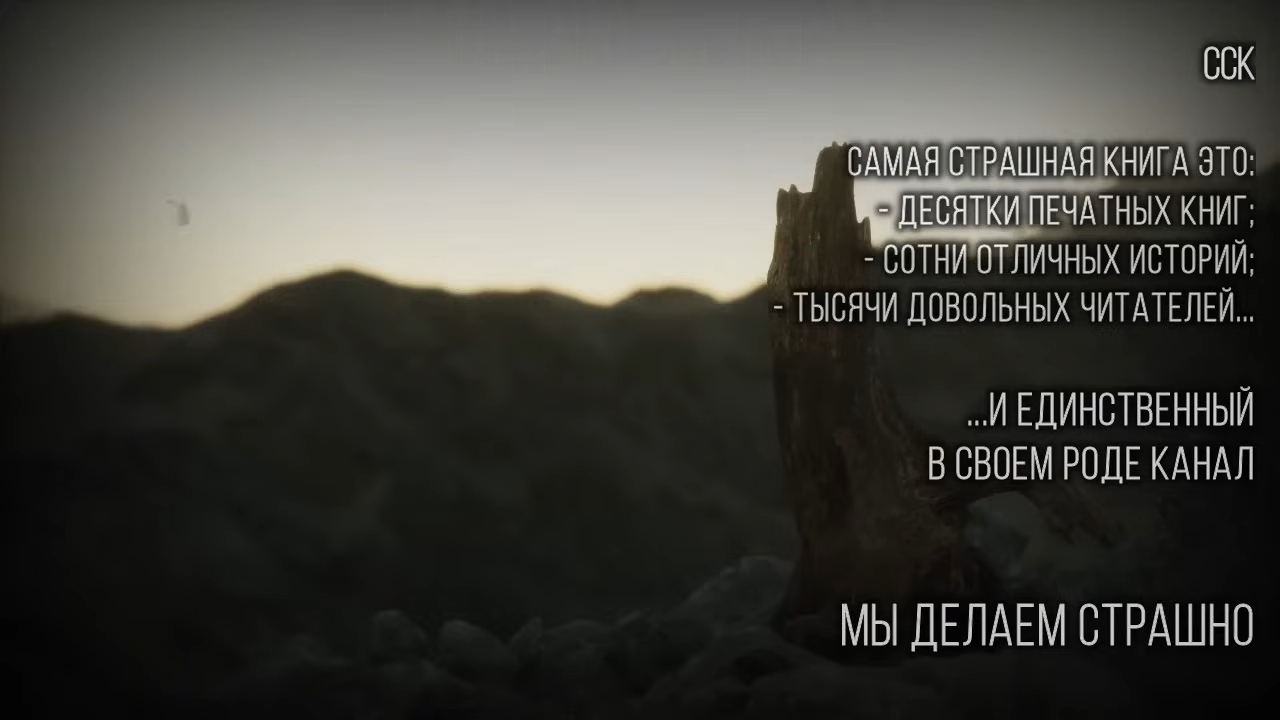 ССК
САМАЯ СТРАШНАЯ КНИГА ЭТО:
- ДЕСЯТКИ ПЕЧАТНЫХ КНИГ;
- СОТНИ ОТЛИЧНЫХ ИСТОРИЙ;
- ТЫСЯЧИ ДОВОЛЬНЫХ ЧИТАТЕЛЕЙ...
...И ЕДИНСТВЕННЫЙ
В СВОЕМ РОДЕ КАНАЛ
МЫ ДЕЛАЕМ СТРАШНО